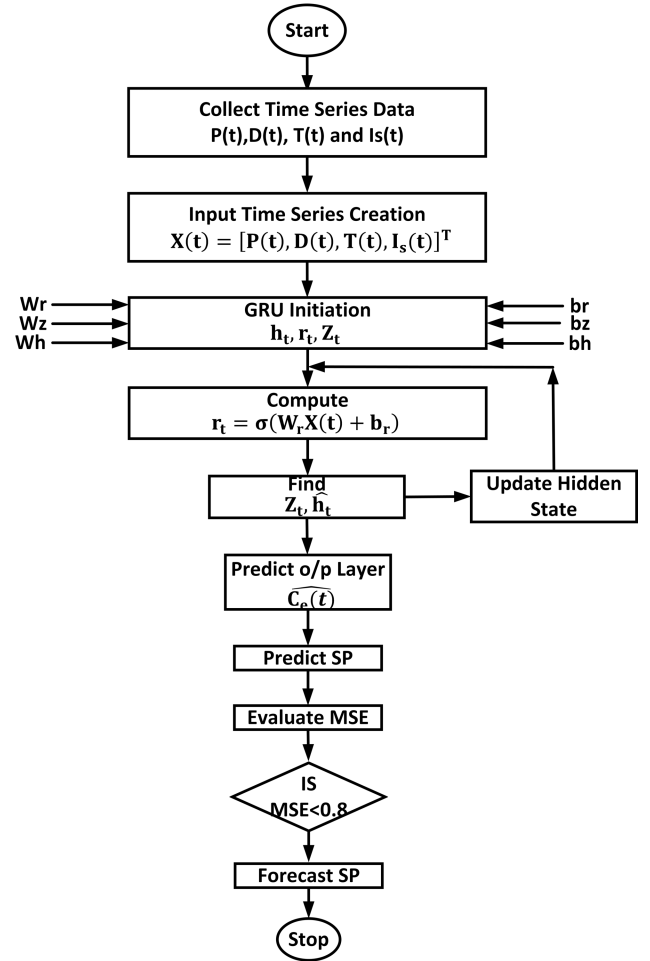 Start
Collect Time Series Data
P(t),D(t), T(t) and Is(t)
Input Time Series Creation
X(t) = [P(t), D(t), T(t), Iₛ(t)]ᵀ
Wr
Wz
Wh
GRU Initiation
hₜ, rₜ, Zₜ
br
bz
bh
Compute
rₜ = σ(WᵣX(t) + bᵣ)
Find
Zₜ, ĥₜ
Update Hidden
State
Predict o/p Layer
Ĉₑ(t)
Predict SP
Evaluate MSE
IS
MSE<0.8
Forecast SP
Stop